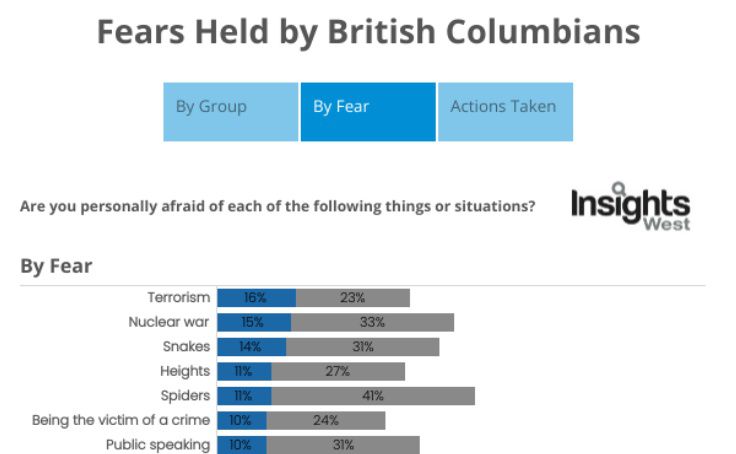 Fears Held by British Columbians
By Group By Fear Actions Taken
Are you personally afraid of each of the following things or situations?
Insights
West
By Fear
Terrorism 16% 23%
Nuclear war 15% 33%
Snakes 14% 31%
Heights 11% 27%
Spiders 11% 41%
Being the victim of a crime 10% 24%
Public speaking 10% 31%